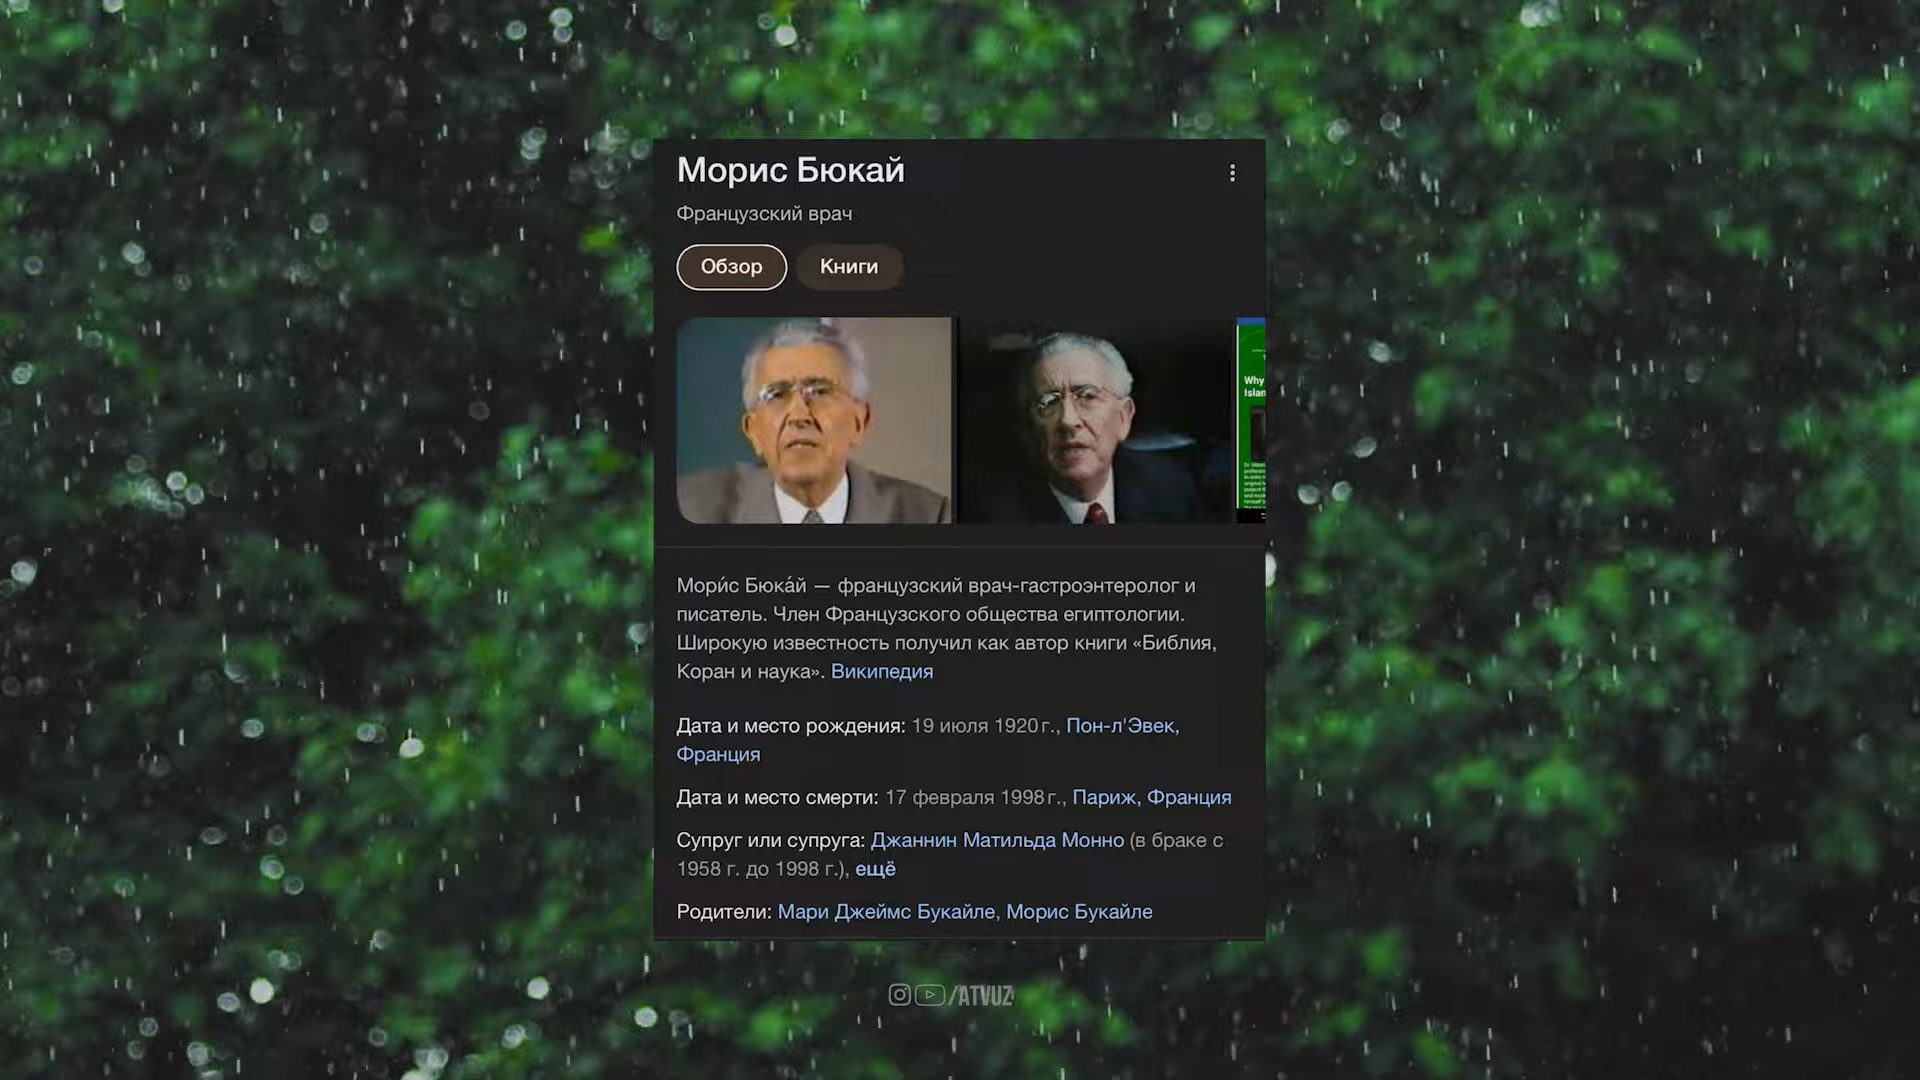 Морис Бюкай
Французский врач
Обзор
Книги
Why
Islan
Мори́с Бюка́й — французский врач-гастроэнтеролог и
писатель. Член Французского общества египтологии.
Широкую известность получил как автор книги «Библия,
Коран и наука». Википедия
Дата и место рождения: 19 июля 1920 г., Пон-л'Эвек,
Франция
Дата и место смерти: 17 февраля 1998 г., Париж, Франция
Супруг или супруга: Джаннин Матильда Монно (в браке с
1958 г. до 1998 г.), ещё
Родители: Мари Джеймс Букайле, Морис Букайле
/ATVUZ